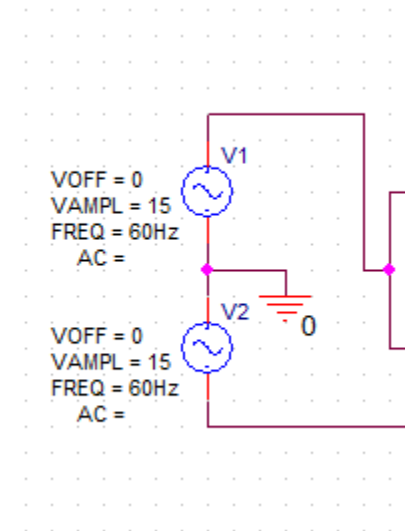 V1
VOFF = 0
VAMPL = 15
FREQ = 60Hz
AC =
V2
0
VOFF = 0
VAMPL = 15
FREQ = 60Hz
AC =